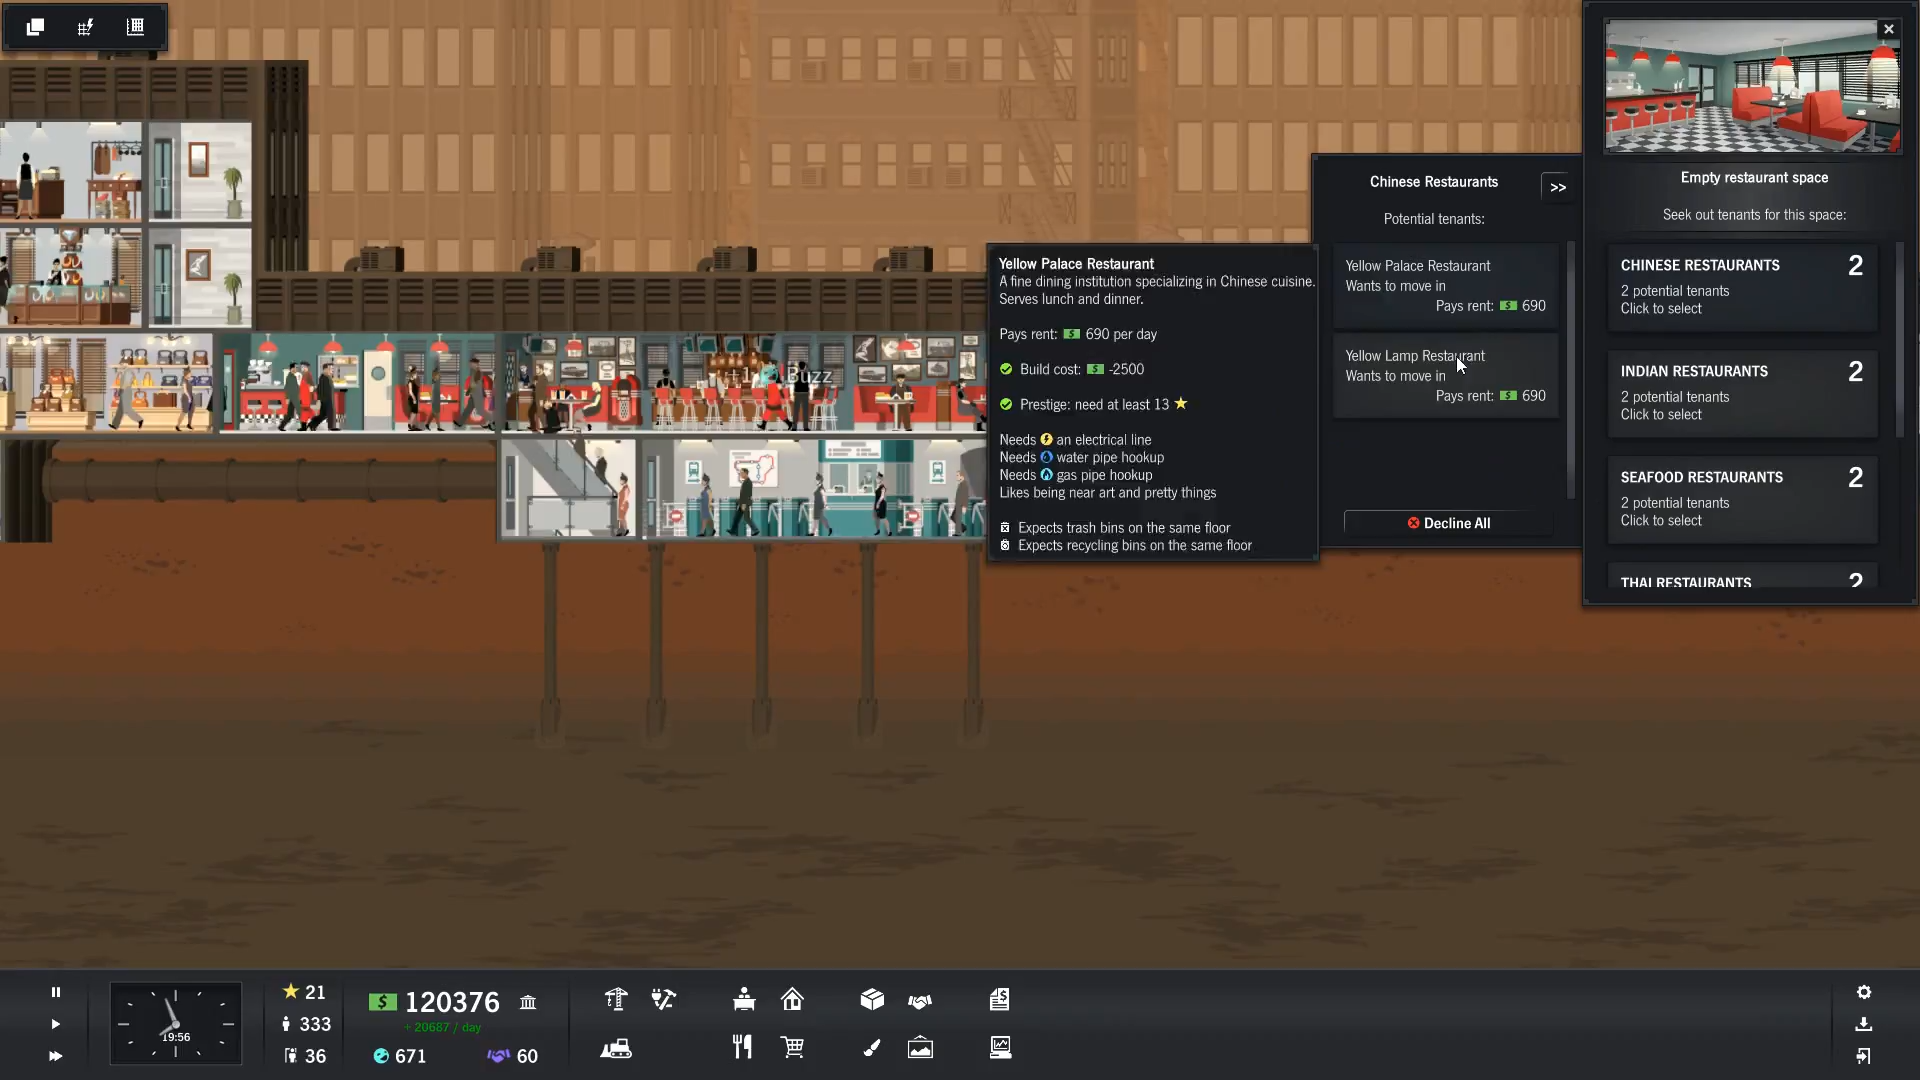 Empty restaurant space
Seek out tenants for this space:
CHINESE RESTAURANTS 2
2 potential tenants
Click to select
INDIAN RESTAURANTS 2
2 potential tenants
Click to select
SEAFOOD RESTAURANTS 2
2 potential tenants
Click to select
THAI RESTAURANTS 2
Chinese Restaurants
>>
Potential tenants:
Yellow Palace Restaurant
Wants to move in
Pays rent: $ 690
Yellow Lamp Restaurant
Wants to move in
Pays rent: $ 690
Decline All
Yellow Palace Restaurant
A fine dining institution specializing in Chinese cuisine.
Serves lunch and dinner.
Pays rent: $ 690 per day
Build cost: $ -2500
Prestige: need at least 13
Needs an electrical line
Needs water pipe hookup
Needs gas pipe hookup
Likes being near art and pretty things
Expects trash bins on the same floor
Expects recycling bins on the same floor
+1 Buzz
19:56
21
333
36
$ 120376
+ 20687 / day
671
60